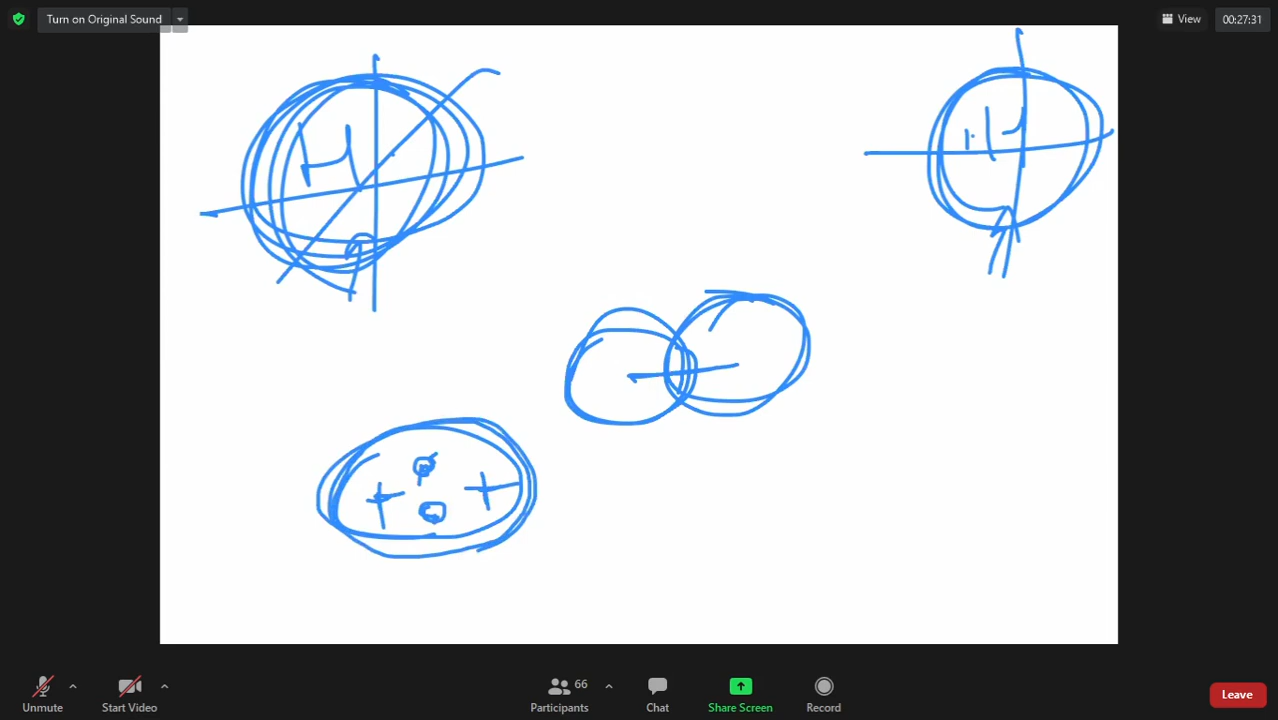 Turn on Original Sound
View
00:27:31
H
H
+
+
Unmute
Start Video
Participants
66
Chat
Share Screen
Record
Leave